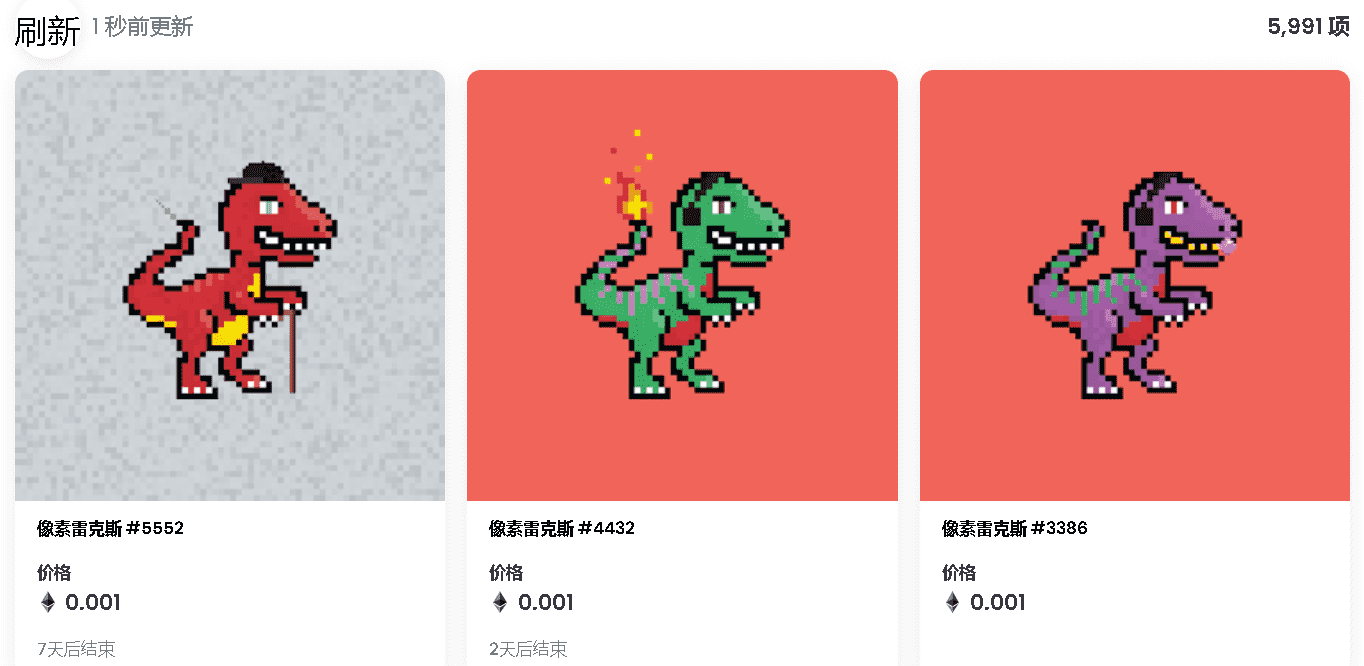 刷新 1 秒前更新 5,991 项
像素雷克斯 #5552 像素雷克斯 #4432 像素雷克斯 #3386
价格 价格 价格
0.001 0.001 0.001
7天后结束 2天后结束